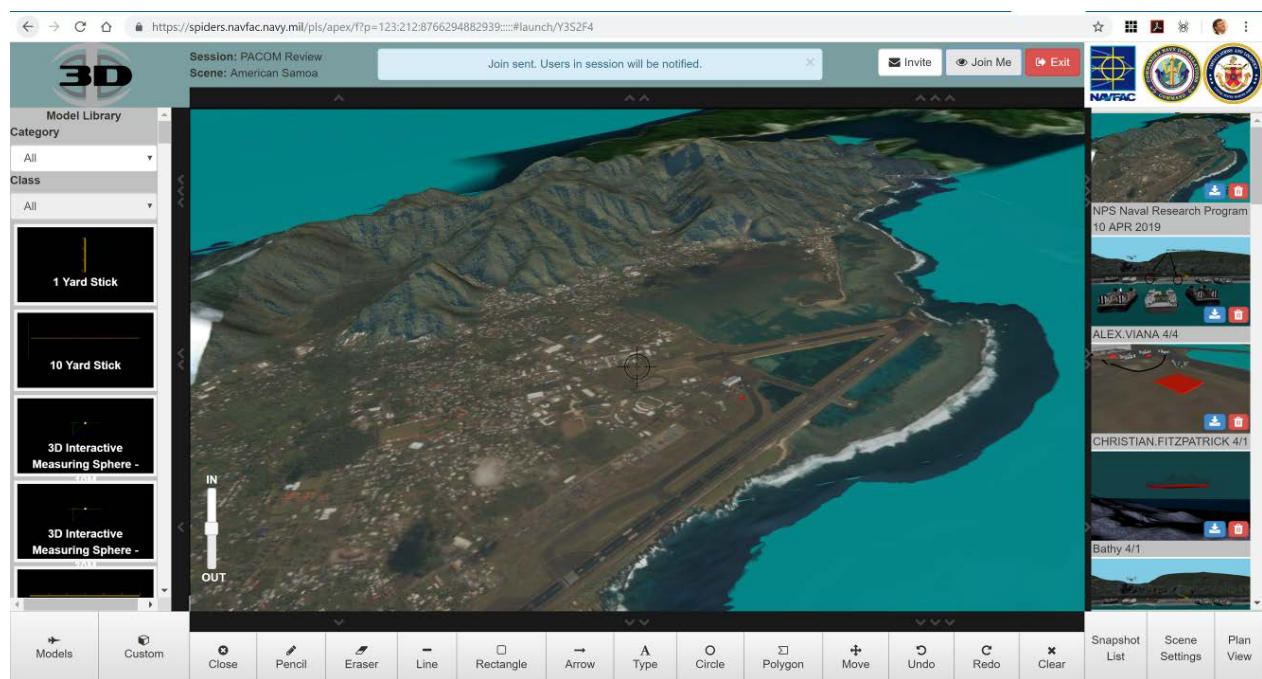 https://spiders.navfac.navy.mil/pls/apex/f?p=123:212:8766294882939:::::#launch/Y3S2F4
3D
Session: PACOM Review
Scene: American Samoa
Join sent. Users in session will be notified.
×
Invite
Join Me
Exit
NAVFAC
Model Library
Category
All
Class
All
1 Yard Stick
10 Yard Stick
3D Interactive
Measuring Sphere -
10M
3D Interactive
Measuring Sphere -
IN
OUT
NPS Naval Research Program
10 APR 2019
ALEX.VIANA 4/4
CHRISTIAN.FITZPATRICK 4/1
Bathy 4/1
Models
Custom
Close
Pencil
Eraser
Line
Rectangle
Arrow
A
Type
Circle
Polygon
Move
Undo
Redo
Clear
Snapshot
List
Scene
Settings
Plan
View